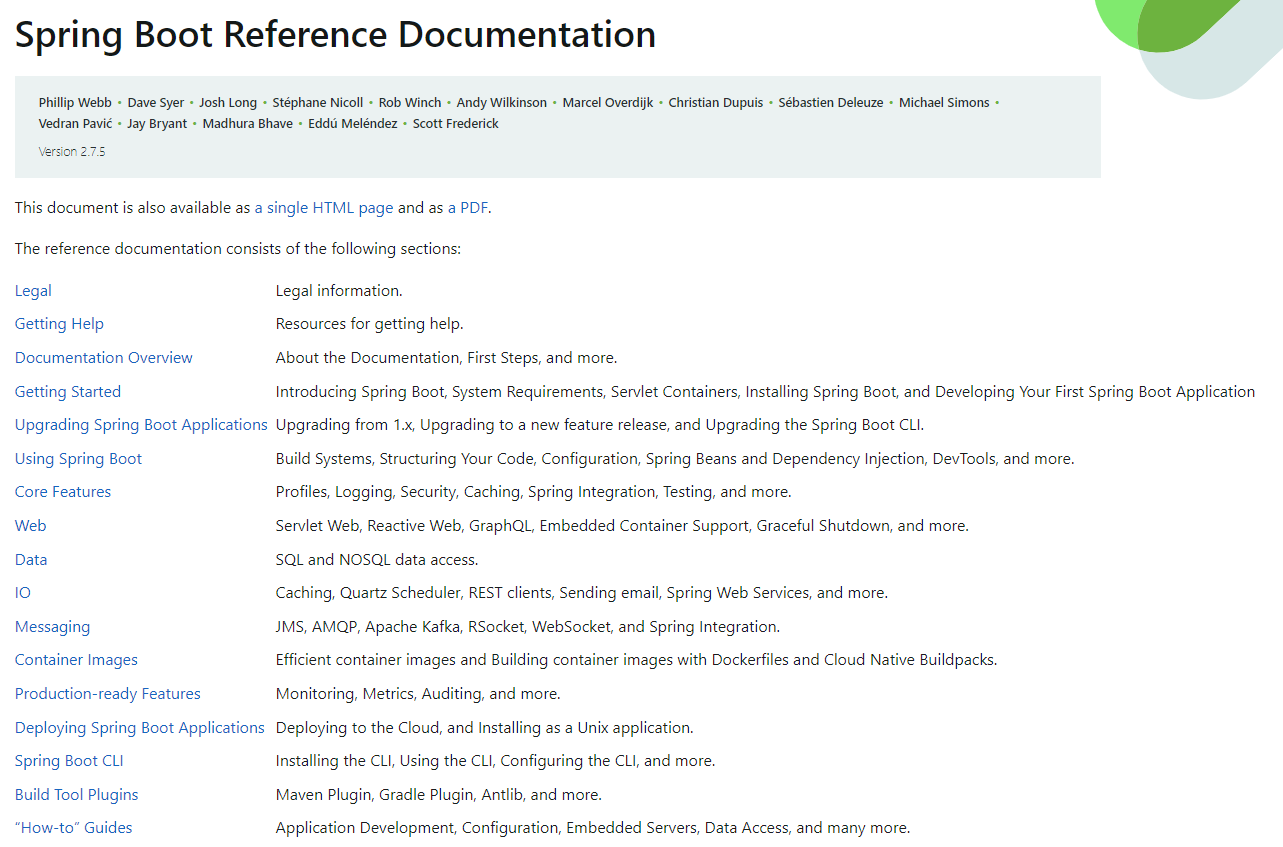 Spring Boot Reference Documentation
Phillip Webb • Dave Syer • Josh Long • Stéphane Nicoll • Rob Winch • Andy Wilkinson • Marcel Overdijk • Christian Dupuis • Sébastien Deleuze • Michael Simons •
Vedran Pavić • Jay Bryant • Madhura Bhave • Eddú Meléndez • Scott Frederick
Version 2.7.5
This document is also available as a single HTML page and as a PDF.
The reference documentation consists of the following sections:
Legal Legal information.
Getting Help Resources for getting help.
Documentation Overview About the Documentation, First Steps, and more.
Getting Started Introducing Spring Boot, System Requirements, Servlet Containers, Installing Spring Boot, and Developing Your First Spring Boot Application
Upgrading Spring Boot Applications Upgrading from 1.x, Upgrading to a new feature release, and Upgrading the Spring Boot CLI.
Using Spring Boot Build Systems, Structuring Your Code, Configuration, Spring Beans and Dependency Injection, DevTools, and more.
Core Features Profiles, Logging, Security, Caching, Spring Integration, Testing, and more.
Web Servlet Web, Reactive Web, GraphQL, Embedded Container Support, Graceful Shutdown, and more.
Data SQL and NOSQL data access.
IO Caching, Quartz Scheduler, REST clients, Sending email, Spring Web Services, and more.
Messaging JMS, AMQP, Apache Kafka, RSocket, WebSocket, and Spring Integration.
Container Images Efficient container images and Building container images with Dockerfiles and Cloud Native Buildpacks.
Production-ready Features Monitoring, Metrics, Auditing, and more.
Deploying Spring Boot Applications Deploying to the Cloud, and Installing as a Unix application.
Spring Boot CLI Installing the CLI, Using the CLI, Configuring the CLI, and more.
Build Tool Plugins Maven Plugin, Gradle Plugin, Antlib, and more.
“How-to” Guides Application Development, Configuration, Embedded Servers, Data Access, and many more.